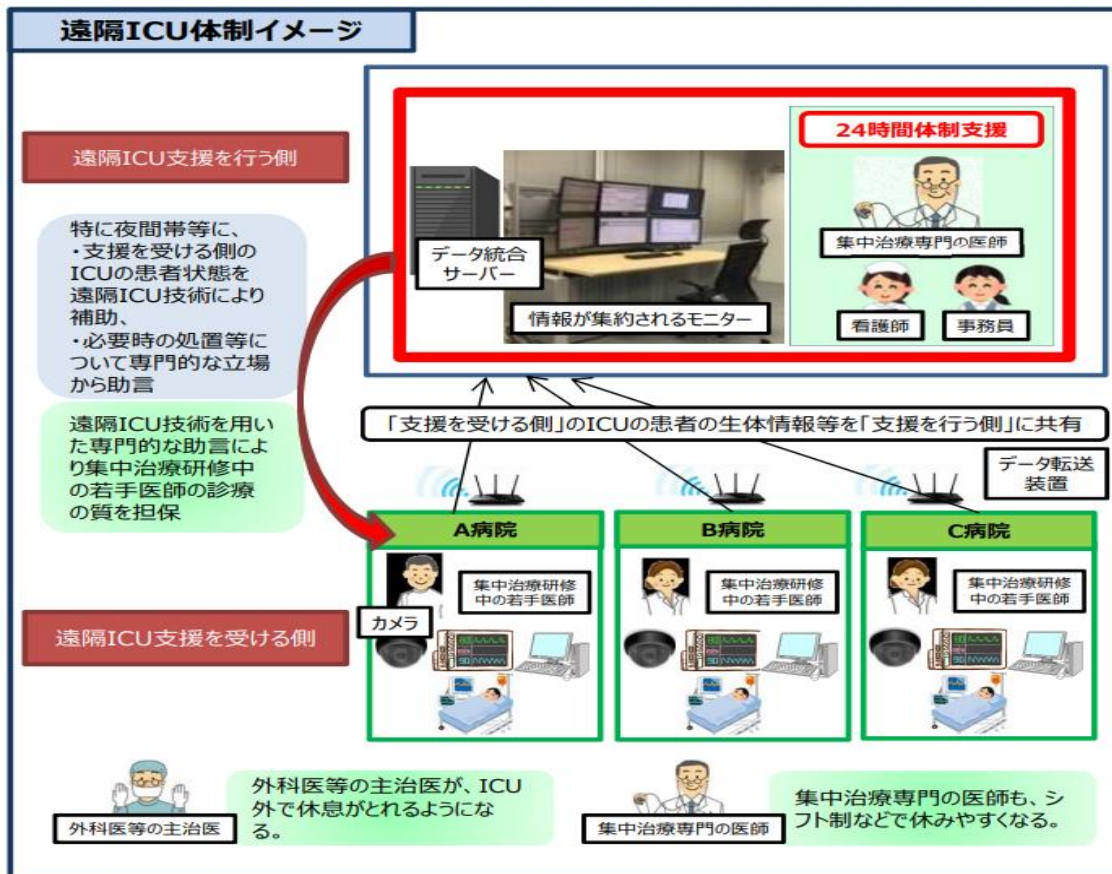 遠隔ICU体制イメージ
遠隔ICU支援を行う側
24時間体制支援
集中治療専門の医師
看護師
事務員
データ統合
サーバー
情報が集約されるモニター
特に夜間帯等に、
・支援を受ける側の
ICUの患者状態を
遠隔ICU技術により
補助、
・必要時の処置等に
ついて専門的な立場
から助言
遠隔ICU技術を用い
た専門的な助言によ
り集中治療研修中
の若手医師の診療
の質を担保
「支援を受ける側」のICUの患者の生体情報等を「支援を行う側」に共有
データ転送
装置
A病院
B病院
C病院
集中治療研修
中の若手医師
集中治療研修
中の若手医師
集中治療研修
中の若手医師
カメラ
遠隔ICU支援を受ける側
外科医等の主治医
外科医等の主治医が、ICU
外で休息がとれるようにな
る。
集中治療専門の医師
集中治療専門の医師も、シ
フト制などで休みやすくなる。